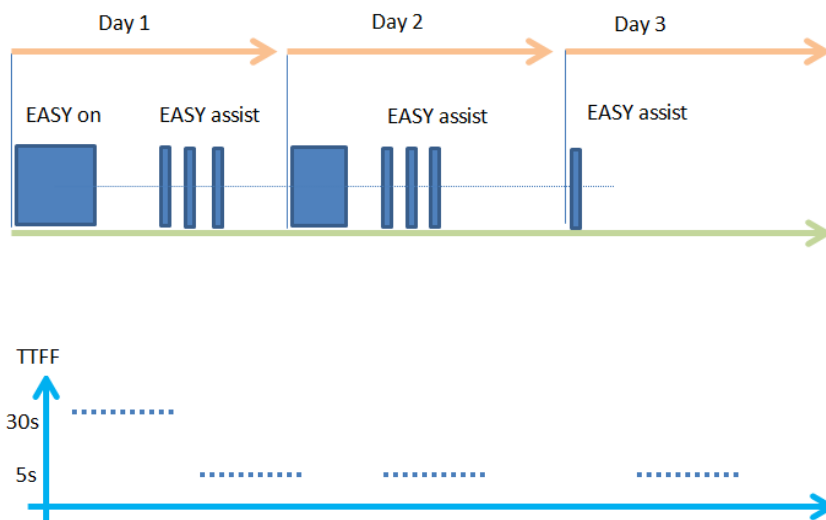 Day 1
Day 2
Day 3
EASY on
EASY assist
EASY assist
EASY assist
TTFF
30s
5s